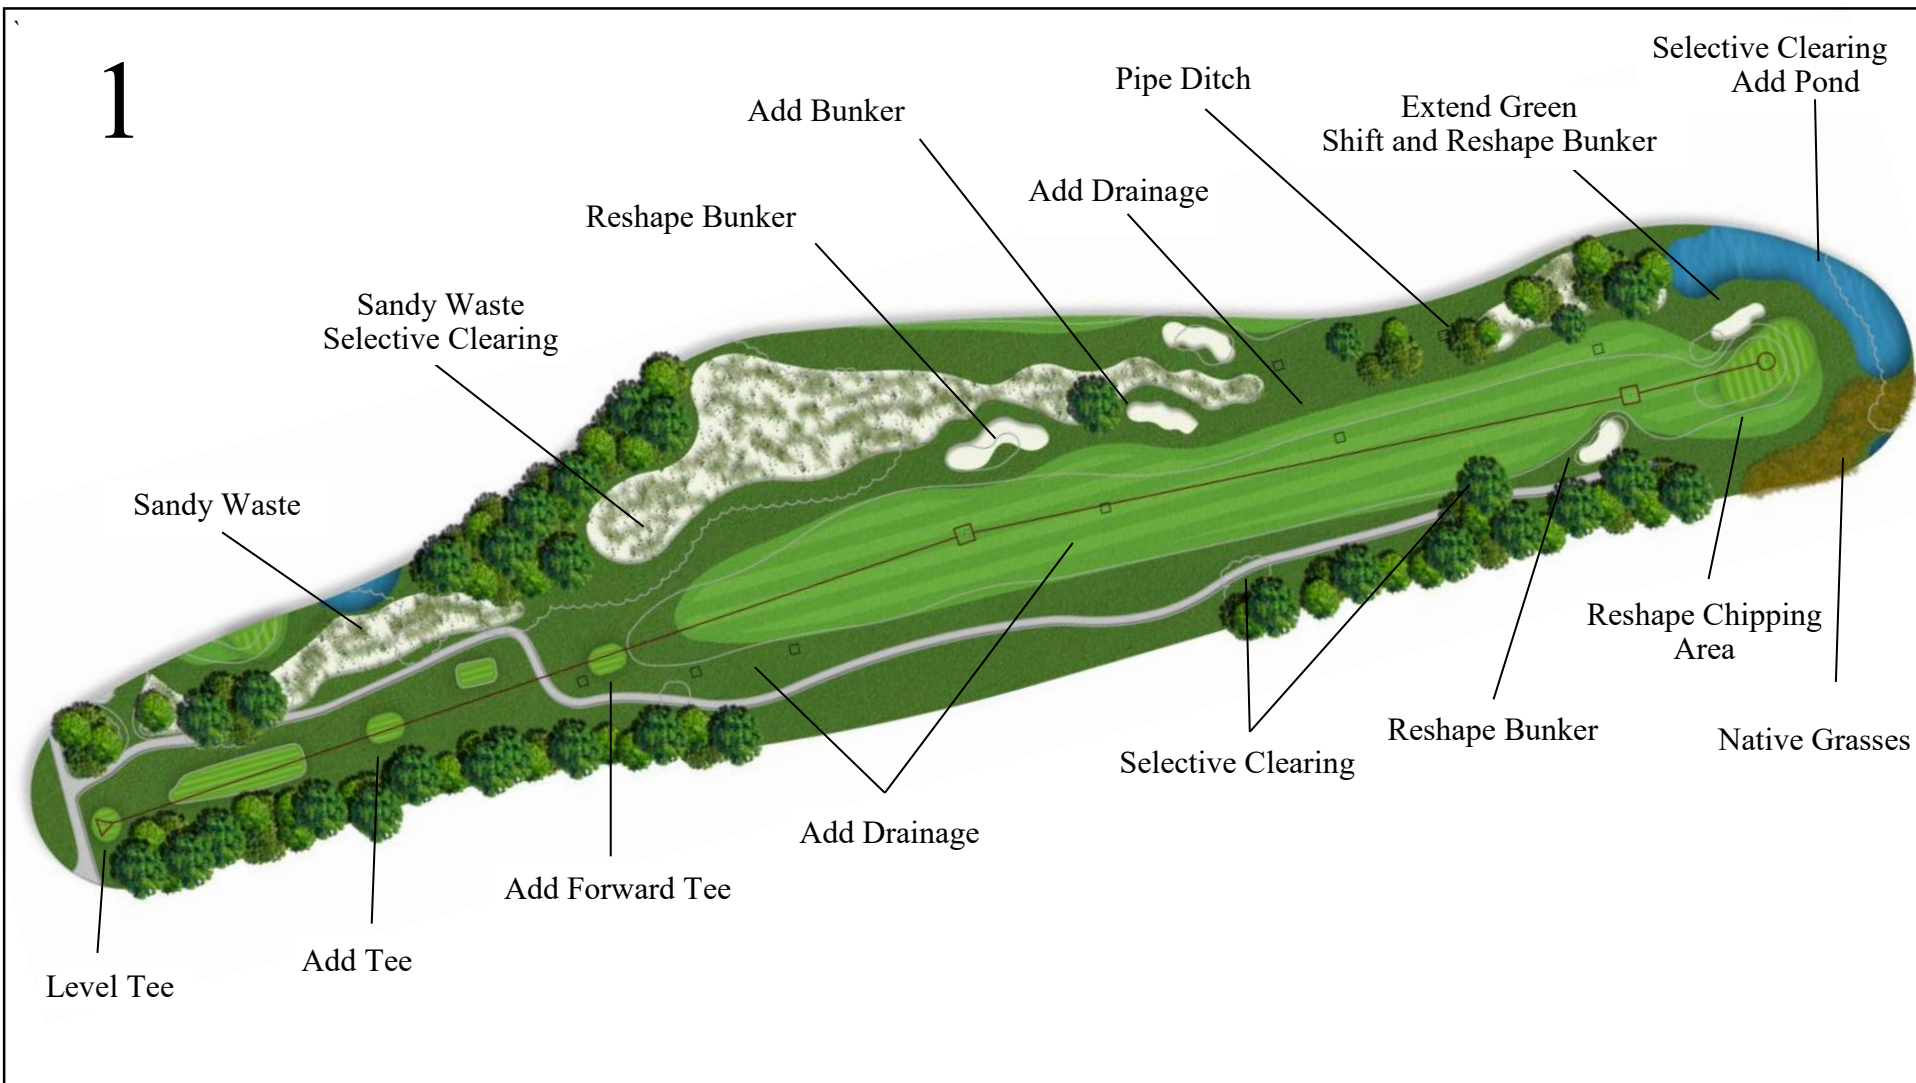 `
1
Selective Clearing
Add Pond
Pipe Ditch
Extend Green
Shift and Reshape Bunker
Add Bunker
Add Drainage
Reshape Bunker
Sandy Waste
Selective Clearing
Sandy Waste
Reshape Chipping
Area
Reshape Bunker
Native Grasses
Selective Clearing
Add Drainage
Add Forward Tee
Add Tee
Level Tee